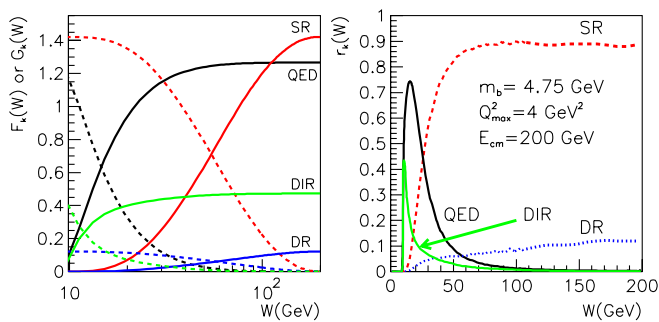 F_k(W) or G_k(W)
1.4
1.2
1
0.8
0.6
0.4
0.2
0
SR
QED
DIR
DR
10
10^2
W(GeV)
r_k(W)
1
0.9
0.8
0.7
0.6
0.5
0.4
0.3
0.2
0.1
0
SR
m_b= 4.75 GeV
Q^2_max=4 GeV^2
E_cm=200 GeV
QED
DIR
DR
0 50 100 150 200
W(GeV)